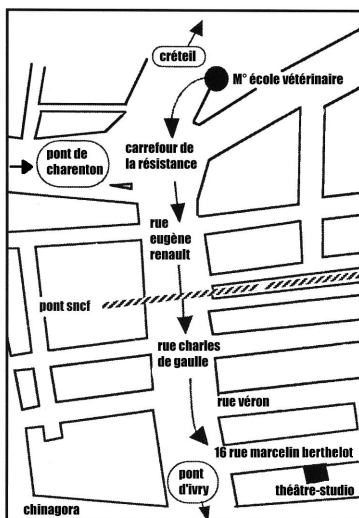 créteil
M° école vétérinaire
carrefour de
la résistance
pont de
charenton
rue
eugène
renault
pont sncf
rue charles
de gaulle
rue véron
16 rue marcelin berthelot
pont
d'ivry
théâtre-studio
chinagora